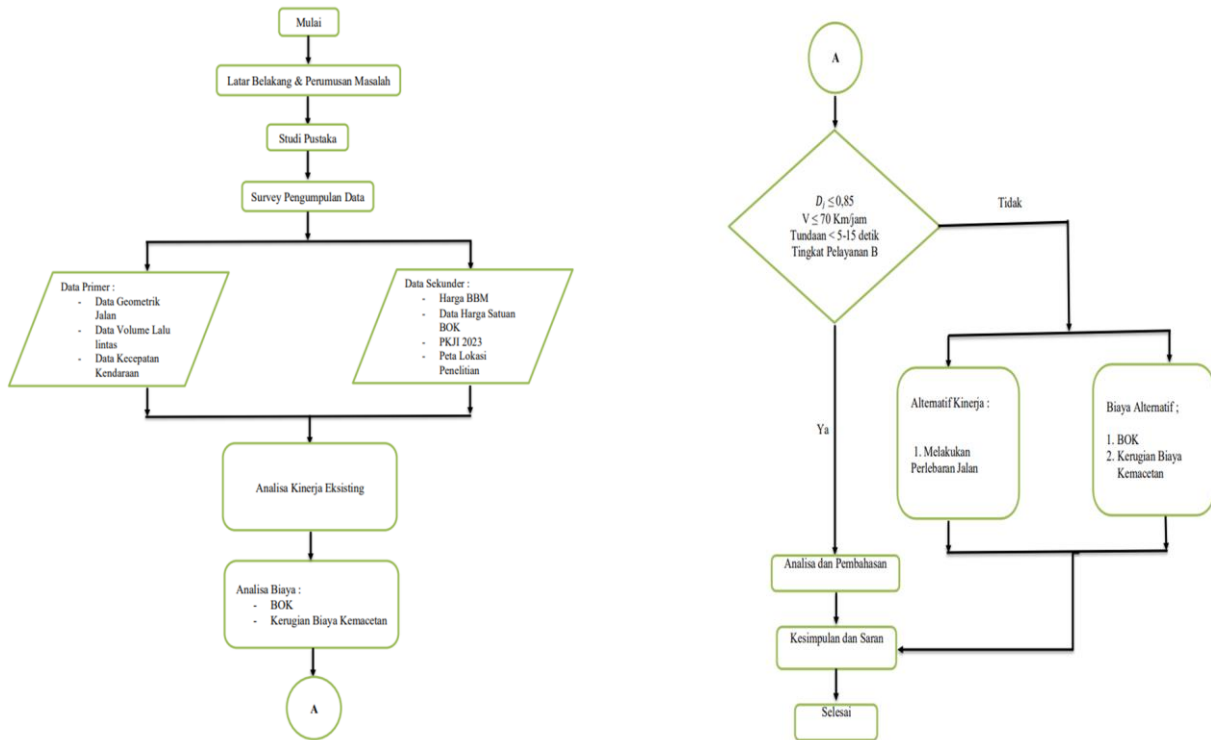 Mulai
Latar Belakang & Perumusan Masalah
Studi Pustaka
Survey Pengumpulan Data
Data Primer :
- Data Geometrik
Jalan
- Data Volume Lalu
lintas
- Data Kecepatan
Kendaraan
Data Sekunder :
- Harga BBM
- Data Harga Satuan
BOK
- PKJI 2023
- Peta Lokasi
Penelitian
Analisa Kinerja Eksisting
Analisa Biaya :
- BOK
- Kerugian Biaya Kemacetan
A
A
D_j ≤ 0,85
V ≤ 70 Km/jam
Tundaan < 5-15 detik
Tingkat Pelayanan B
Tidak
Ya
Alternatif Kinerja :
1. Melakukan
Perlebaran Jalan
Biaya Alternatif ;
1. BOK
2. Kerugian Biaya
Kemacetan
Analisa dan Pembahasan
Kesimpulan dan Saran
Selesai